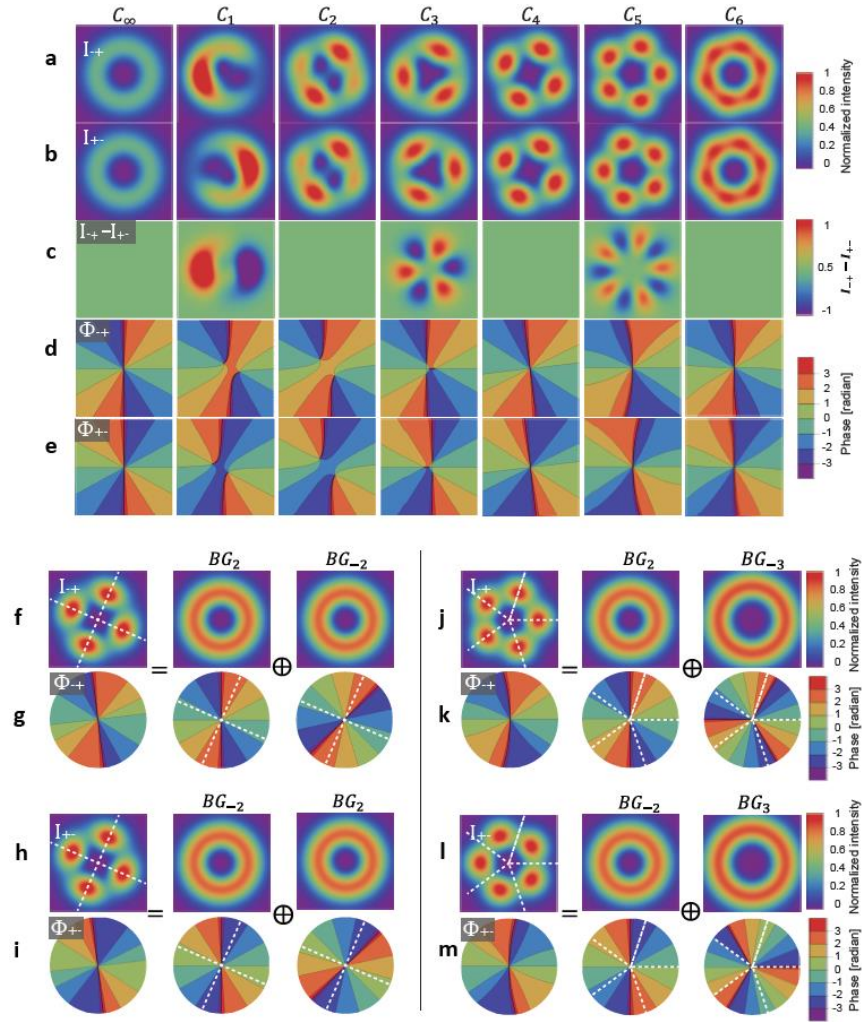 C∞ C1 C2 C3 C4 C5 C6
a I-+
1
0.8
0.6
0.4
0.2
0
Normalized intensity
b I+-
c I-+−I+-
1
0.5
-1
I−+ − I+−
d Φ-+
e Φ+-
3
2
1
0
-1
-2
-3
Phase [radian]
BG2 BG-2
f I-+ = ⊕
g Φ-+
BG2 BG-3
j I-+ = ⊕
1
0.8
0.6
0.4
0.2
0
Normalized intensity
k Φ-+
3
2
1
0
-1
-2
-3
Phase [radian]
BG-2 BG2
h I+- = ⊕
i Φ+-
BG-2 BG3
l I+- = ⊕
1
0.8
0.6
0.4
0.2
0
Normalized intensity
m Φ+-
3
2
1
0
-1
-2
-3
Phase [radian]